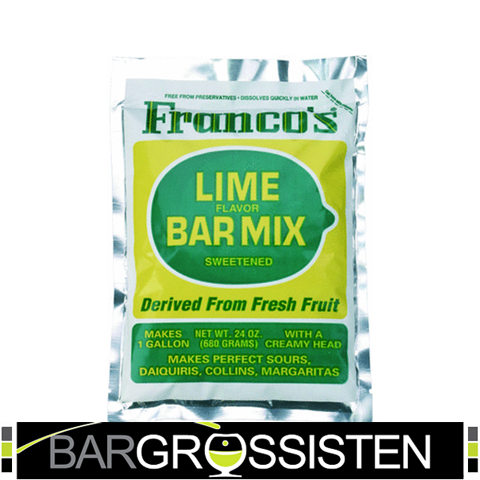 FREE FROM PRESERVATIVES • DISSOLVES QUICKLY IN WATER
Franco's
LIME
FLAVOR
BAR MIX
SWEETENED
Derived From Fresh Fruit
MAKES NET WT. 24 OZ. WITH A
1 GALLON (680 GRAMS) CREAMY HEAD
MAKES PERFECT SOURS,
DAIQUIRIS, COLLINS, MARGARITAS
BARGROSSISTEN